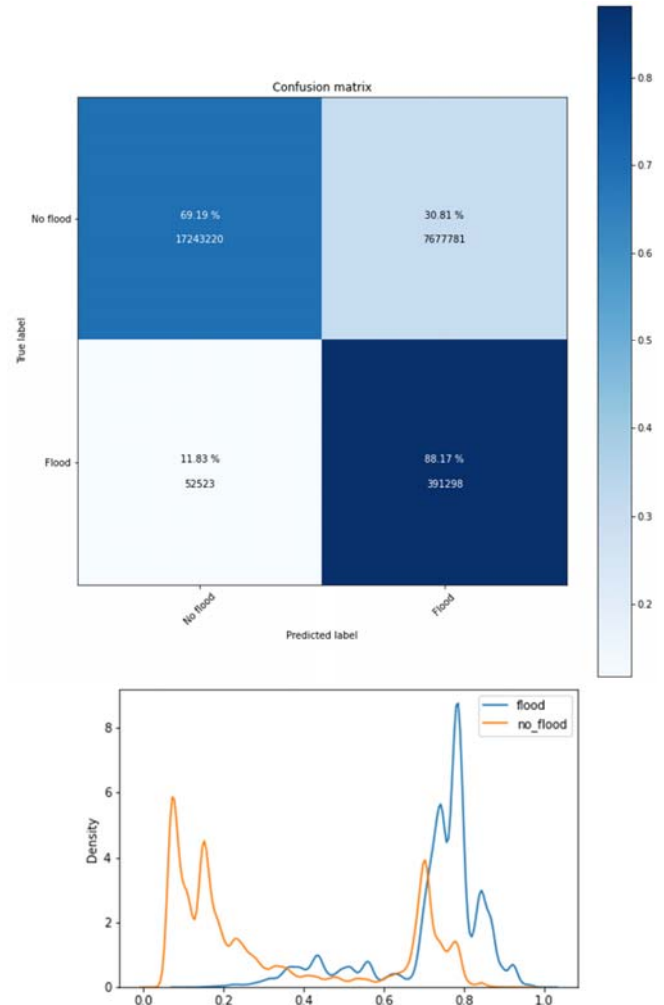 Confusion matrix
No flood
69.19 %
17243220
30.81 %
7677781
True label
Flood
11.83 %
52523
88.17 %
391298
No flood
Flood
Predicted label
0.8
0.7
0.6
0.5
0.4
0.3
0.2
flood
no_flood
Density
8
6
4
2
0
0.0 0.2 0.4 0.6 0.8 1.0